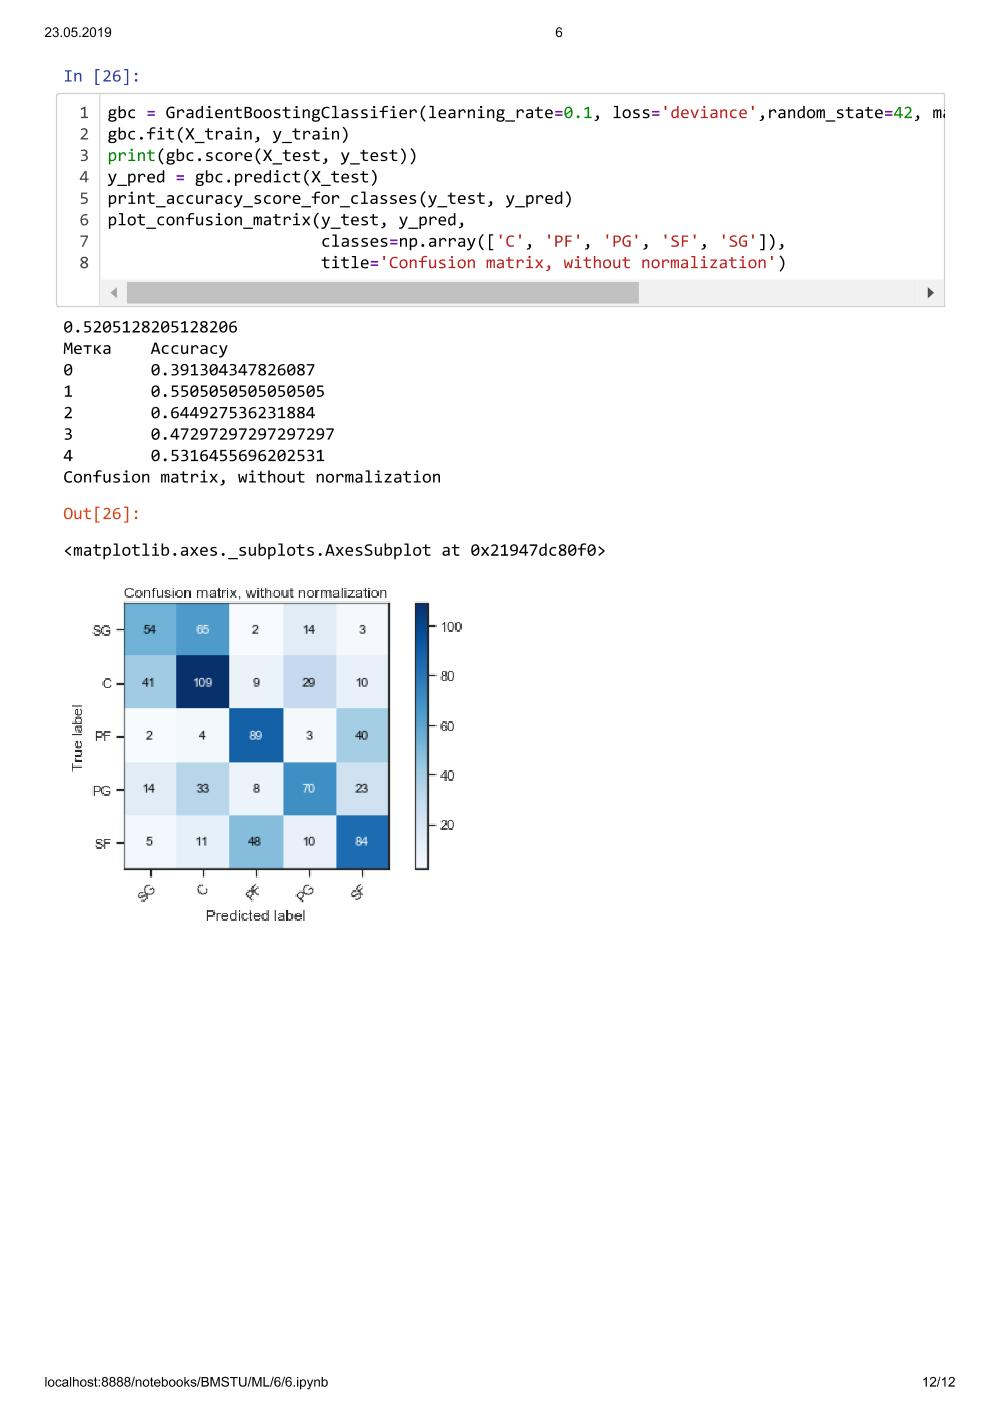 23.05.2019 6
In [26]:
1 gbc = GradientBoostingClassifier(learning_rate=0.1, loss='deviance',random_state=42, ma
2 gbc.fit(X_train, y_train)
3 print(gbc.score(X_test, y_test))
4 y_pred = gbc.predict(X_test)
5 print_accuracy_score_for_classes(y_test, y_pred)
6 plot_confusion_matrix(y_test, y_pred,
7 classes=np.array(['C', 'PF', 'PG', 'SF', 'SG']),
8 title='Confusion matrix, without normalization')
0.5205128205128206
Метка Accuracy
0 0.391304347826087
1 0.5505050505050505
2 0.644927536231884
3 0.47297297297297297
4 0.5316455696202531
Confusion matrix, without normalization
Out[26]:
<matplotlib.axes._subplots.AxesSubplot at 0x21947dc80f0>
Confusion matrix, without normalization
SG 54 65 2 14 3
C 41 109 9 29 10
PF 2 4 89 3 40
PG 14 33 8 70 23
SF 5 11 48 10 84
True label
SG C PF PG SF
Predicted label
100
80
60
40
20
localhost:8888/notebooks/BMSTU/ML/6/6.ipynb 12/12